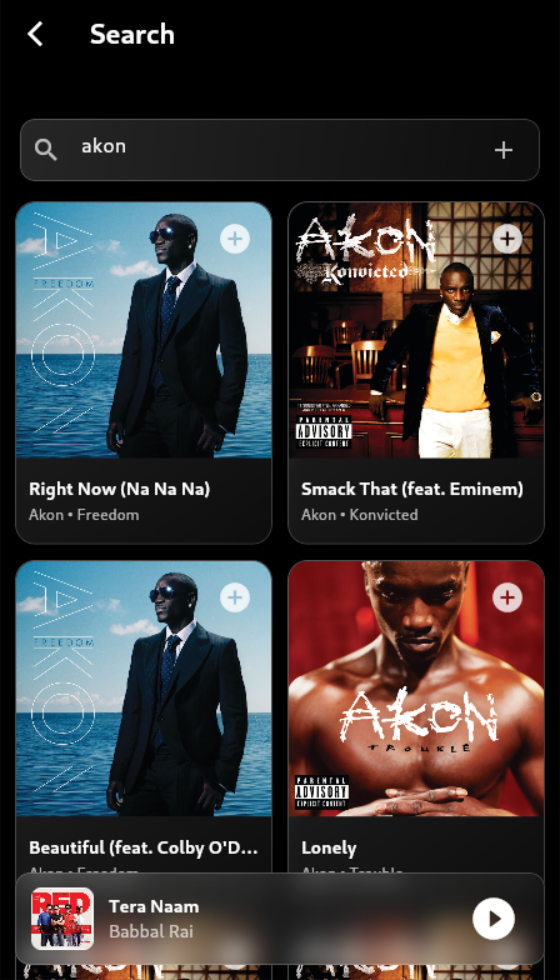 Search
akon
AKON
FREEDOM
AKON
Konvicted
PARENTAL
ADVISORY
EXPLICIT CONTENT
Right Now (Na Na Na)
Akon • Freedom
Smack That (feat. Eminem)
Akon • Konvicted
AKON
FREEDOM
AKON
TROUBLE
PARENTAL
ADVISORY
EXPLICIT CONTENT
Beautiful (feat. Colby O'D...
Akon • Freedom
Lonely
Akon • Trouble
RED
Tera Naam
Babbal Rai